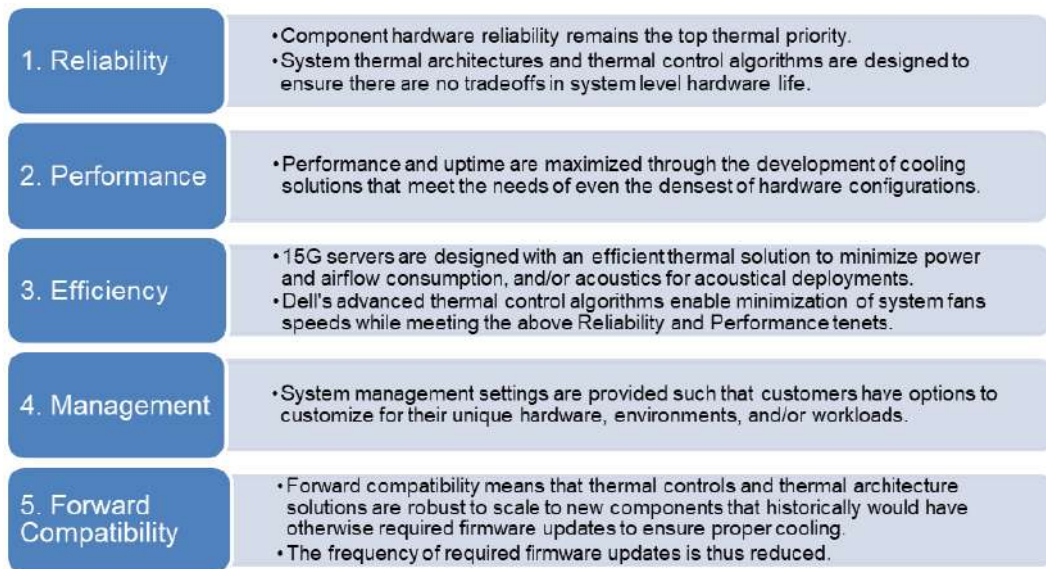 1. Reliability
•Component hardware reliability remains the top thermal priority.
•System thermal architectures and thermal control algorithms are designed to
ensure there are no tradeoffs in system level hardware life.
2. Performance
•Performance and uptime are maximized through the development of cooling
solutions that meet the needs of even the densest of hardware configurations.
3. Efficiency
•15G servers are designed with an efficient thermal solution to minimize power
and airflow consumption, and/or acoustics for acoustical deployments.
•Dell's advanced thermal control algorithms enable minimization of system fans
speeds while meeting the above Reliability and Performance tenets.
4. Management
•System management settings are provided such that customers have options to
customize for their unique hardware, environments, and/or workloads.
5. Forward
Compatibility
•Forward compatibility means that thermal controls and thermal architecture
solutions are robust to scale to new components that historically would have
otherwise required firmware updates to ensure proper cooling.
•The frequency of required firmware updates is thus reduced.